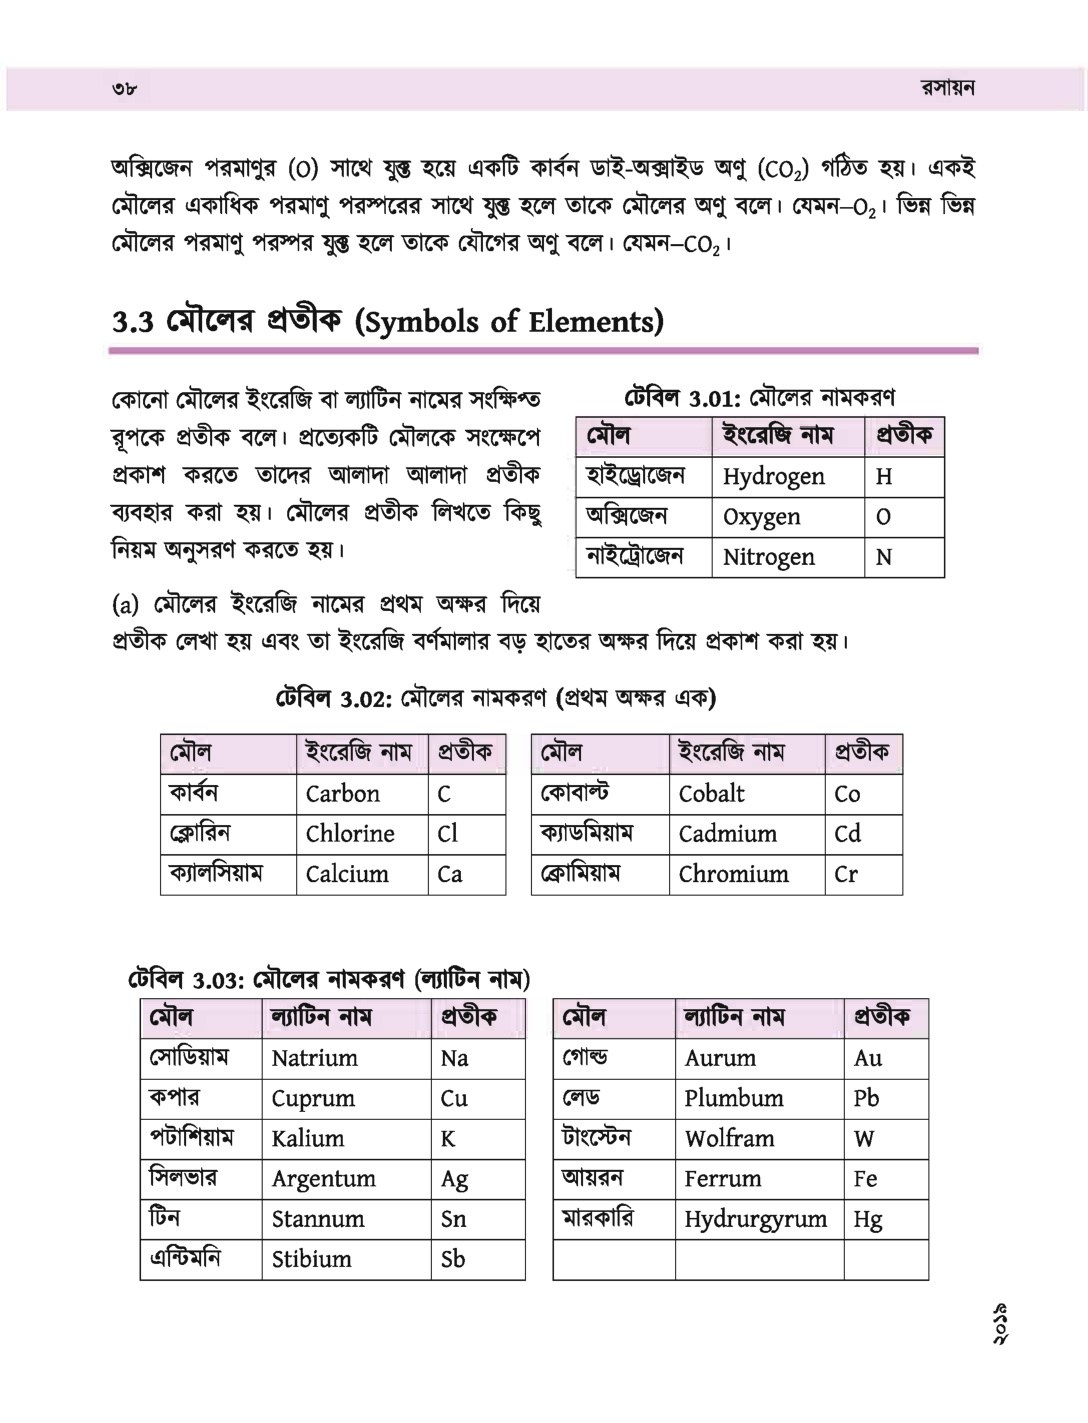 ৩৮ রসায়ন
অক্সিজেন পরমাণুর (O) সাথে যুক্ত হয়ে একটি কার্বন ডাই-অক্সাইড অণু (CO₂) গঠিত হয়। একই
মৌলের একাধিক পরমাণু পরস্পরের সাথে যুক্ত হলে তাকে মৌলের অণু বলে। যেমন–O₂। ভিন্ন ভিন্ন
মৌলের পরমাণু পরস্পর যুক্ত হলে তাকে যৌগের অণু বলে। যেমন–CO₂।
3.3 মৌলের প্রতীক (Symbols of Elements)
কোনো মৌলের ইংরেজি বা ল্যাটিন নামের সংক্ষিপ্ত
রূপকে প্রতীক বলে। প্রত্যেকটি মৌলকে সংক্ষেপে
প্রকাশ করতে তাদের আলাদা আলাদা প্রতীক
ব্যবহার করা হয়। মৌলের প্রতীক লিখতে কিছু
নিয়ম অনুসরণ করতে হয়।
টেবিল 3.01: মৌলের নামকরণ
মৌল ইংরেজি নাম প্রতীক
হাইড্রোজেন Hydrogen H
অক্সিজেন Oxygen O
নাইট্রোজেন Nitrogen N
(a) মৌলের ইংরেজি নামের প্রথম অক্ষর দিয়ে
প্রতীক লেখা হয় এবং তা ইংরেজি বর্ণমালার বড় হাতের অক্ষর দিয়ে প্রকাশ করা হয়।
টেবিল 3.02: মৌলের নামকরণ (প্রথম অক্ষর এক)
মৌল ইংরেজি নাম প্রতীক মৌল ইংরেজি নাম প্রতীক
কার্বন Carbon C কোবাল্ট Cobalt Co
ক্লোরিন Chlorine Cl ক্যাডমিয়াম Cadmium Cd
ক্যালসিয়াম Calcium Ca ক্রোমিয়াম Chromium Cr
টেবিল 3.03: মৌলের নামকরণ (ল্যাটিন নাম)
মৌল ল্যাটিন নাম প্রতীক মৌল ল্যাটিন নাম প্রতীক
সোডিয়াম Natrium Na গোল্ড Aurum Au
কপার Cuprum Cu লেড Plumbum Pb
পটাশিয়াম Kalium K টাংস্টেন Wolfram W
সিলভার Argentum Ag আয়রন Ferrum Fe
টিন Stannum Sn মারকারি Hydrurgyrum Hg
এন্টিমনি Stibium Sb
২০১৯